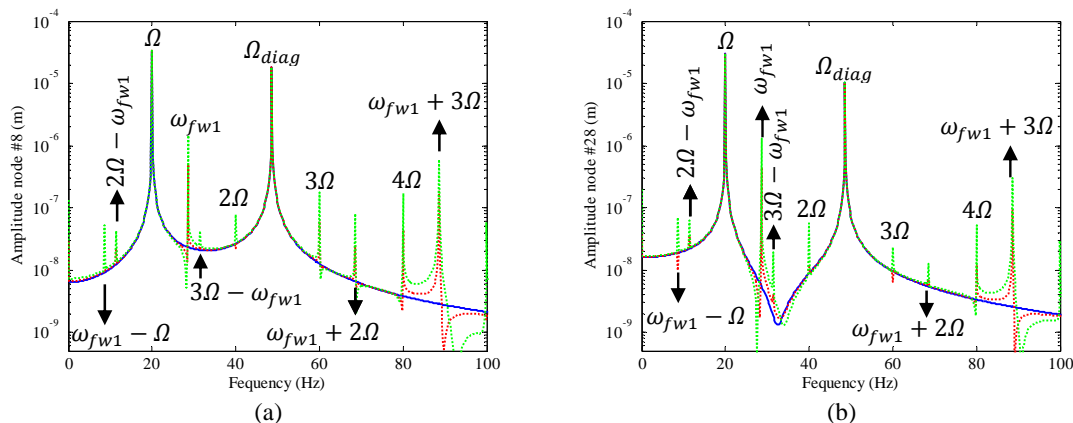 Amplitude node #8 (m)
10⁻⁴
10⁻⁵
10⁻⁶
10⁻⁷
10⁻⁸
10⁻⁹
0 20 40 60 80 100
Fequency (Hz)
Ω
2Ω − ω_fw1
ω_fw1
Ω_diag
ω_fw1 + 3Ω
2Ω
3Ω
4Ω
3Ω − ω_fw1
ω_fw1 − Ω
ω_fw1 + 2Ω
(a)
Amplitude node #28 (m)
10⁻⁴
10⁻⁵
10⁻⁶
10⁻⁷
10⁻⁸
10⁻⁹
0 20 40 60 80 100
Fequency (Hz)
Ω
2Ω − ω_fw1
ω_fw1
3Ω − ω_fw1
Ω_diag
ω_fw1 + 3Ω
2Ω
3Ω
4Ω
ω_fw1 − Ω
ω_fw1 + 2Ω
(b)